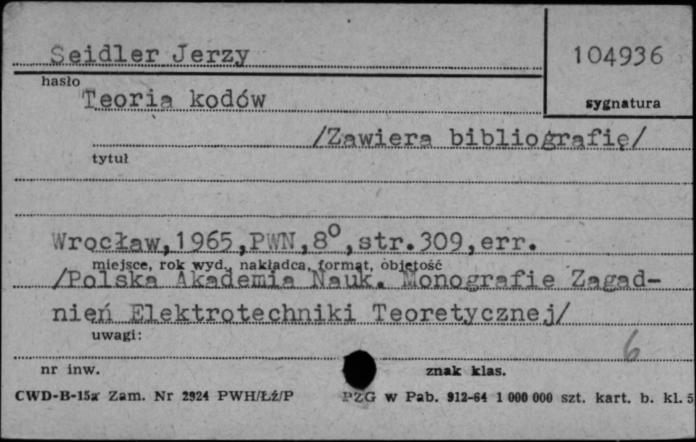 Seidler Jerzy
104936
hasło
sygnatura
Teoria kodów
/Zawiera bibliografię/
tytuł
Wrocław,1965,PWN,8⁰,str.309,err.
miejsce, rok wyd., nakładca, format, objętość
/Polska Akademia Nauk. Monografie Zagad-
nień Elektrotechniki Teoretycznej/
uwagi:
6
nr inw.
znak klas.
CWD-B-15a Zam. Nr 2924 PWH/Łź/P PZG w Pab. 912-64 1 000 000 szt. kart. b. kl. 5